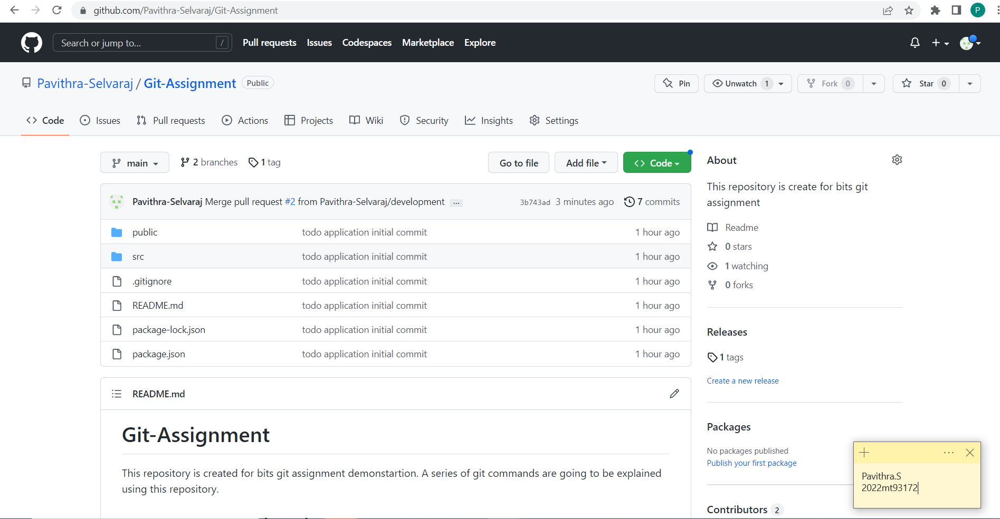 github.com/Pavithra-Selvaraj/Git-Assignment
P
Search or jump to... /
Pull requests Issues Codespaces Marketplace Explore
Pavithra-Selvaraj / Git-Assignment Public
Pin Unwatch 1 Fork 0 Star 0
Code Issues Pull requests Actions Projects Wiki Security Insights Settings
main 2 branches 1 tag Go to file Add file Code
Pavithra-Selvaraj Merge pull request #2 from Pavithra-Selvaraj/development ... 3b743ad 3 minutes ago 7 commits
public todo application initial commit 1 hour ago
src todo application initial commit 1 hour ago
.gitignore todo application initial commit 1 hour ago
README.md todo application initial commit 1 hour ago
package-lock.json todo application initial commit 1 hour ago
package.json todo application initial commit 1 hour ago
README.md
Git-Assignment
This repository is created for bits git assignment demonstartion. A series of git commands are going to be explained
using this repository.
About
This repository is create for bits git
assignment
Readme
0 stars
1 watching
0 forks
Releases
1 tags
Create a new release
Packages
No packages published
Publish your first package
Contributors 2
Pavithra.S
2022mt93172